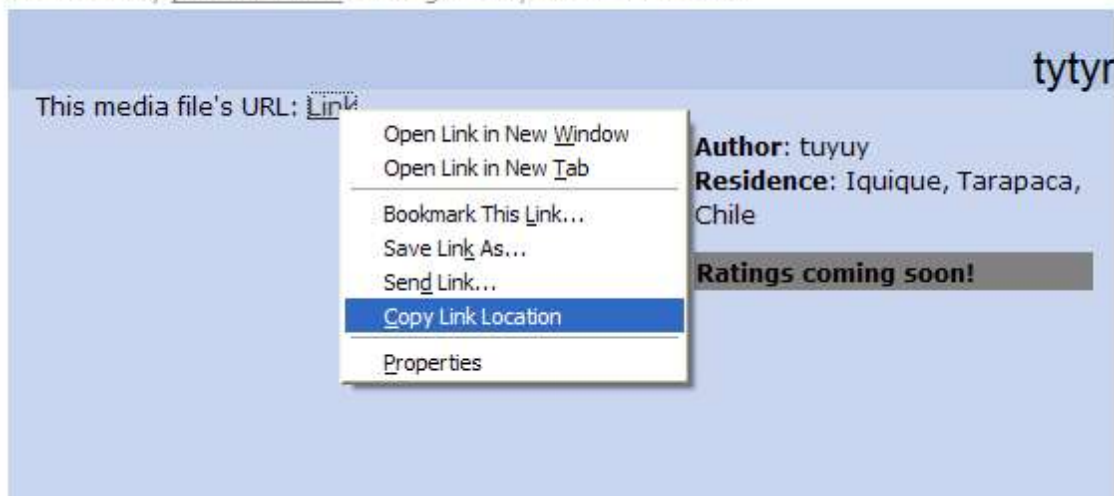 tytyr
This media file's URL: Link
Open Link in New Window
Open Link in New Tab
Bookmark This Link...
Save Link As...
Send Link...
Copy Link Location
Properties
Author: tuyuy
Residence: Iquique, Tarapaca,
Chile
Ratings coming soon!